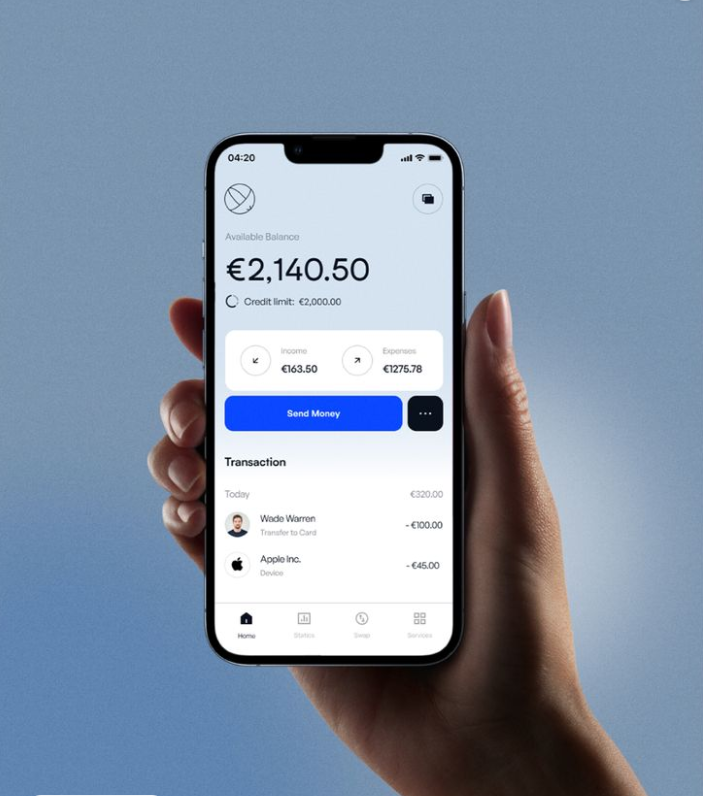 04:20
Available Balance
€2,140.50
Credit limit: €2,000.00
Income
€163.50
Expenses
€1275.78
Send Money
Transaction
Today €320.00
Wade Warren
Transfer to Card
- €100.00
Apple Inc.
Device
- €45.00
Home Statics Swap Services